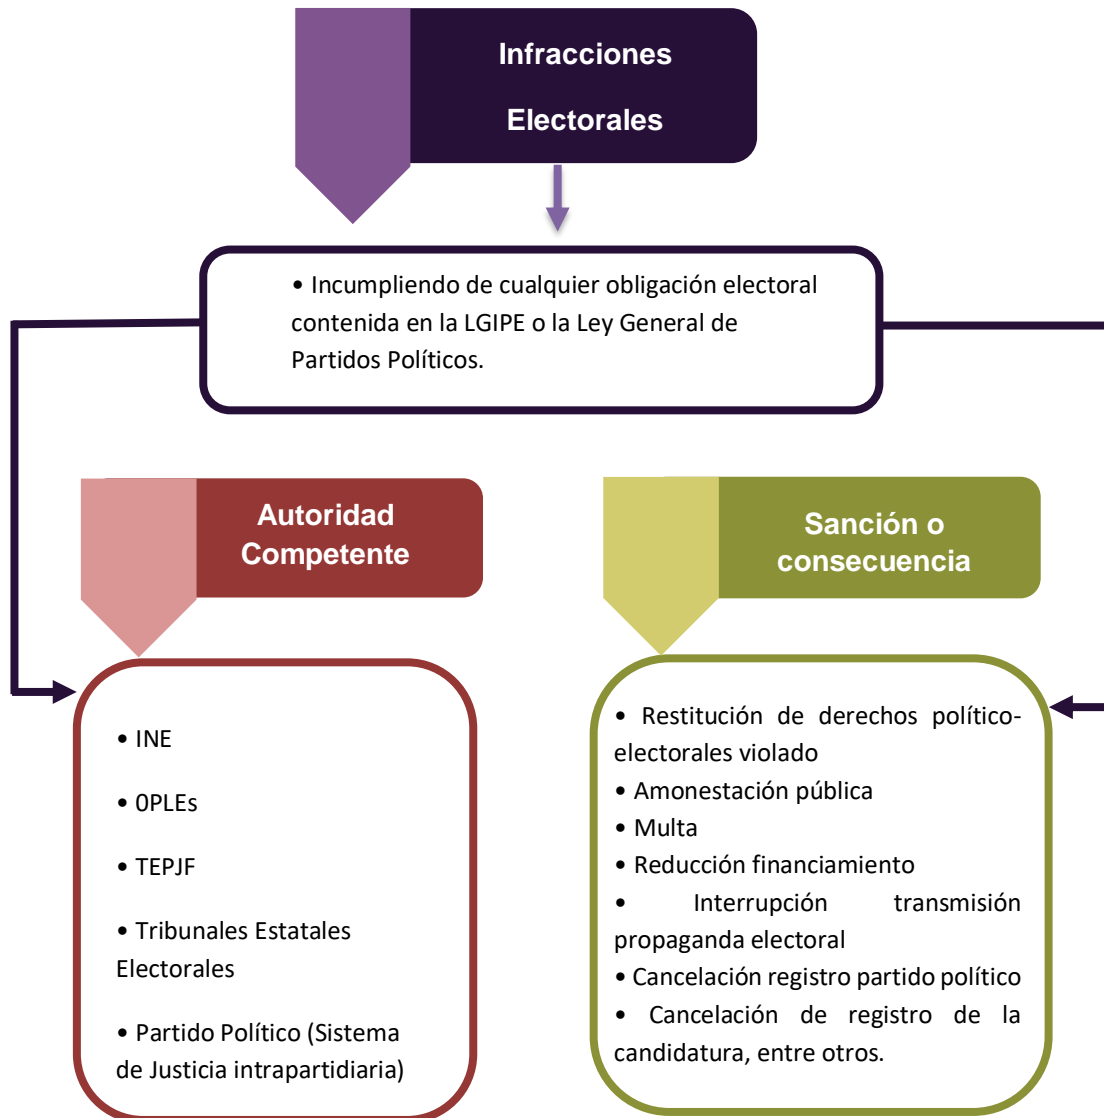 Infracciones
Electorales
• Incumpliendo de cualquier obligación electoral
contenida en la LGIPE o la Ley General de
Partidos Políticos.
Autoridad
Competente
• INE
• 0PLEs
• TEPJF
• Tribunales Estatales
Electorales
• Partido Político (Sistema
de Justicia intrapartidiaria)
Sanción o
consecuencia
• Restitución de derechos político-
electorales violado
• Amonestación pública
• Multa
• Reducción financiamiento
• Interrupción transmisión
propaganda electoral
• Cancelación registro partido político
• Cancelación de registro de la
candidatura, entre otros.